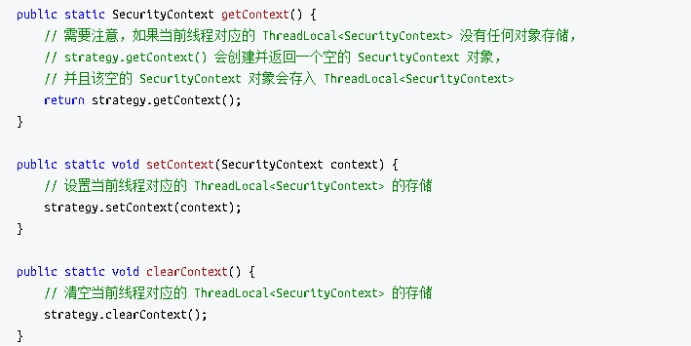 public static SecurityContext getContext() {
    // 需要注意，如果当前线程对应的 ThreadLocal<SecurityContext> 没有任何对象存储，
    // strategy.getContext() 会创建并返回一个空的 SecurityContext 对象，
    // 并且该空的 SecurityContext 对象会存入 ThreadLocal<SecurityContext>
    return strategy.getContext();
}

public static void setContext(SecurityContext context) {
    // 设置当前线程对应的 ThreadLocal<SecurityContext> 的存储
    strategy.setContext(context);
}

public static void clearContext() {
    // 清空当前线程对应的 ThreadLocal<SecurityContext> 的存储
    strategy.clearContext();
}